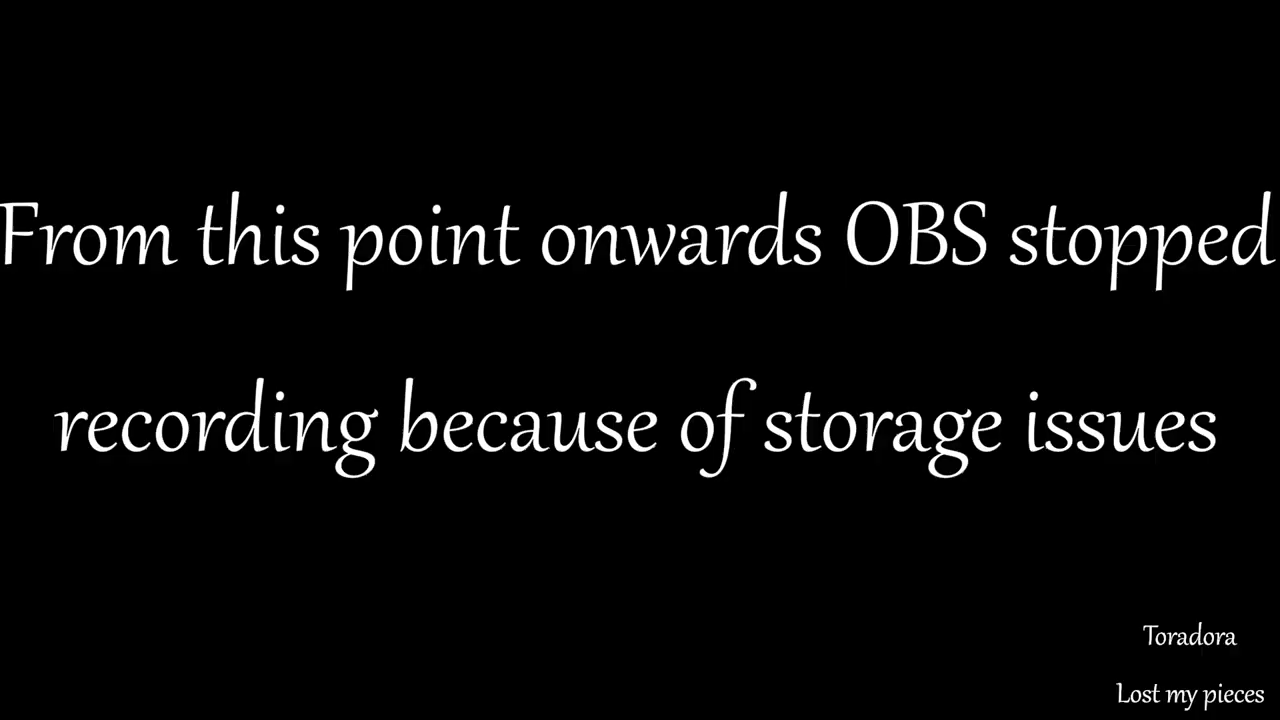 From this point onwards OBS stopped
recording because of storage issues
Toradora
Lost my pieces